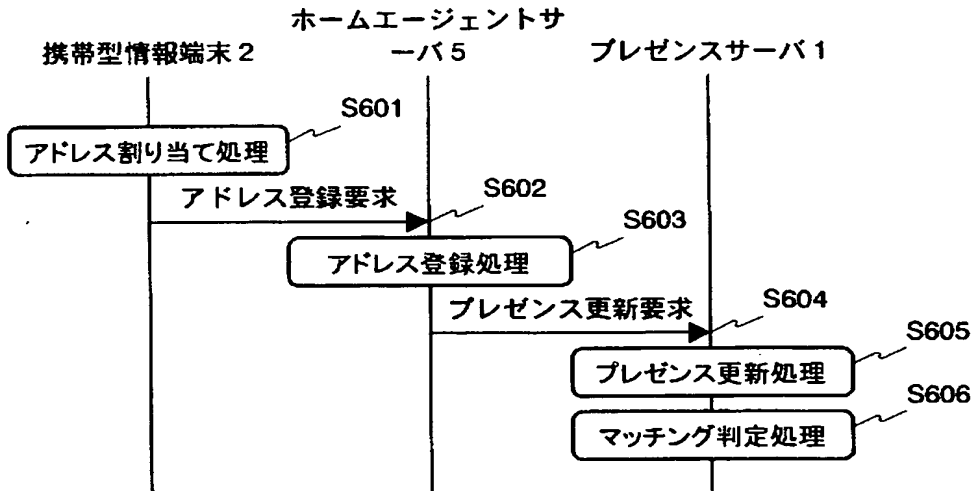 携帯型情報端末2
ホームエージェントサ
ーバ5
プレゼンスサーバ1
S601
アドレス割り当て処理
アドレス登録要求
S602
S603
アドレス登録処理
プレゼンス更新要求
S604
S605
プレゼンス更新処理
S606
マッチング判定処理